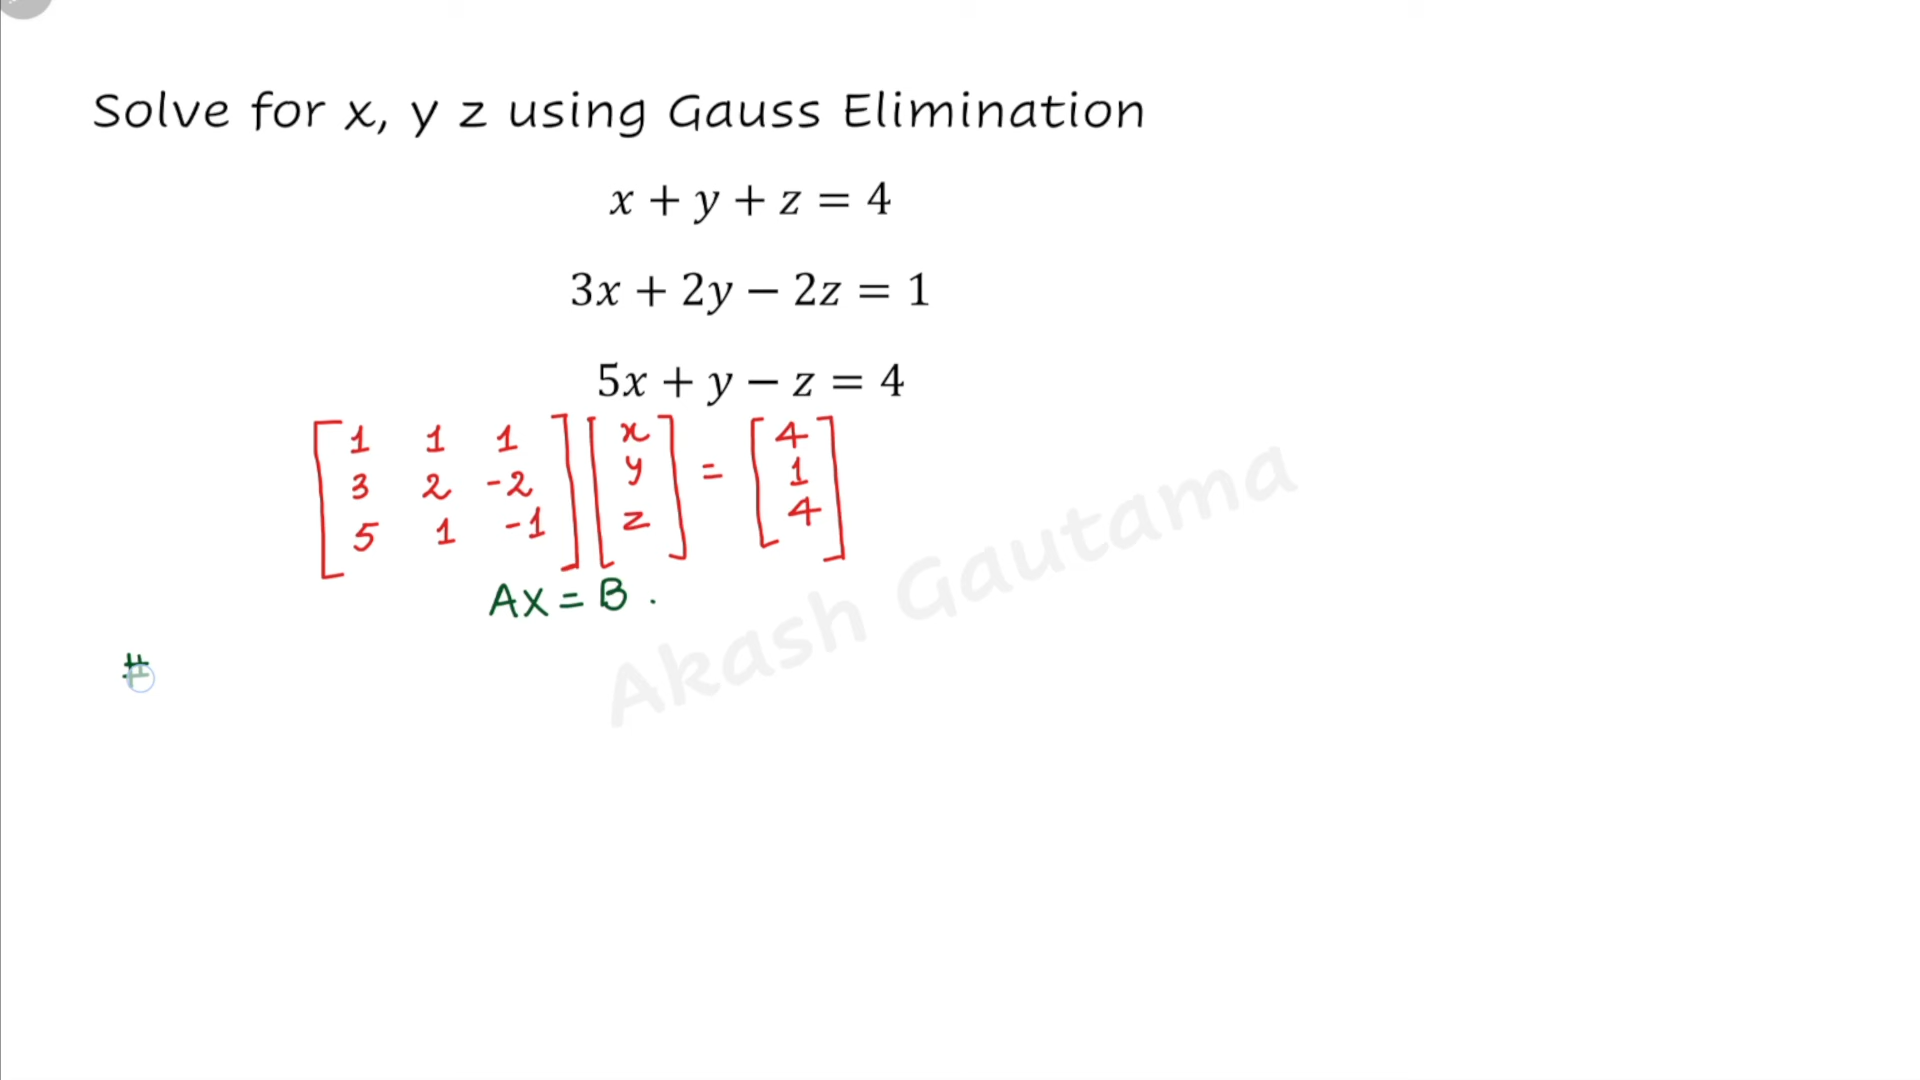 Solve for x, y z using Gauss Elimination
x + y + z = 4
3x + 2y − 2z = 1
5x + y − z = 4
[1 1 1] [x] = [4]
[3 2 -2] [y] [1]
[5 1 -1] [z] [4]
AX = B .
#
Akash Gautama